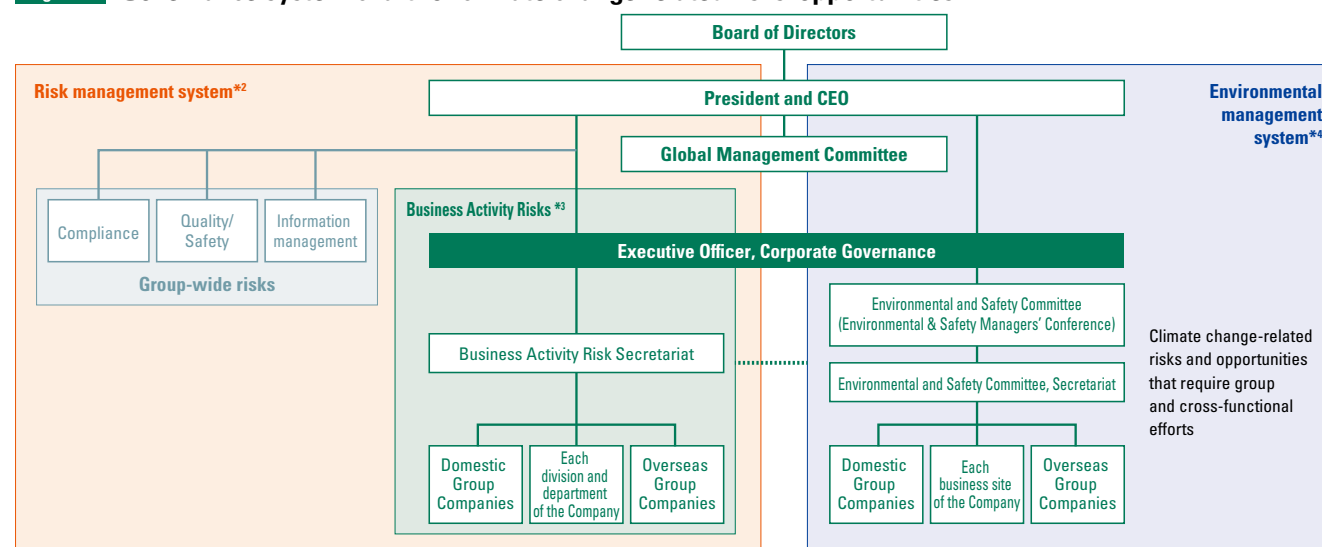 Board of Directors
Risk management system*2
President and CEO
Environmental
management
system*4
Global Management Committee
Compliance
Quality/
Safety
Information
management
Group-wide risks
Business Activity Risks *3
Executive Officer, Corporate Governance
Environmental and Safety Committee
(Environmental & Safety Managers' Conference)
Business Activity Risk Secretariat
Environmental and Safety Committee, Secretariat
Climate change-related
risks and opportunities
that require group
and cross-functional
efforts
Domestic
Group
Companies
Each
division and
department
of the Company
Overseas
Group
Companies
Domestic
Group
Companies
Each
business site
of the Company
Overseas
Group
Companies